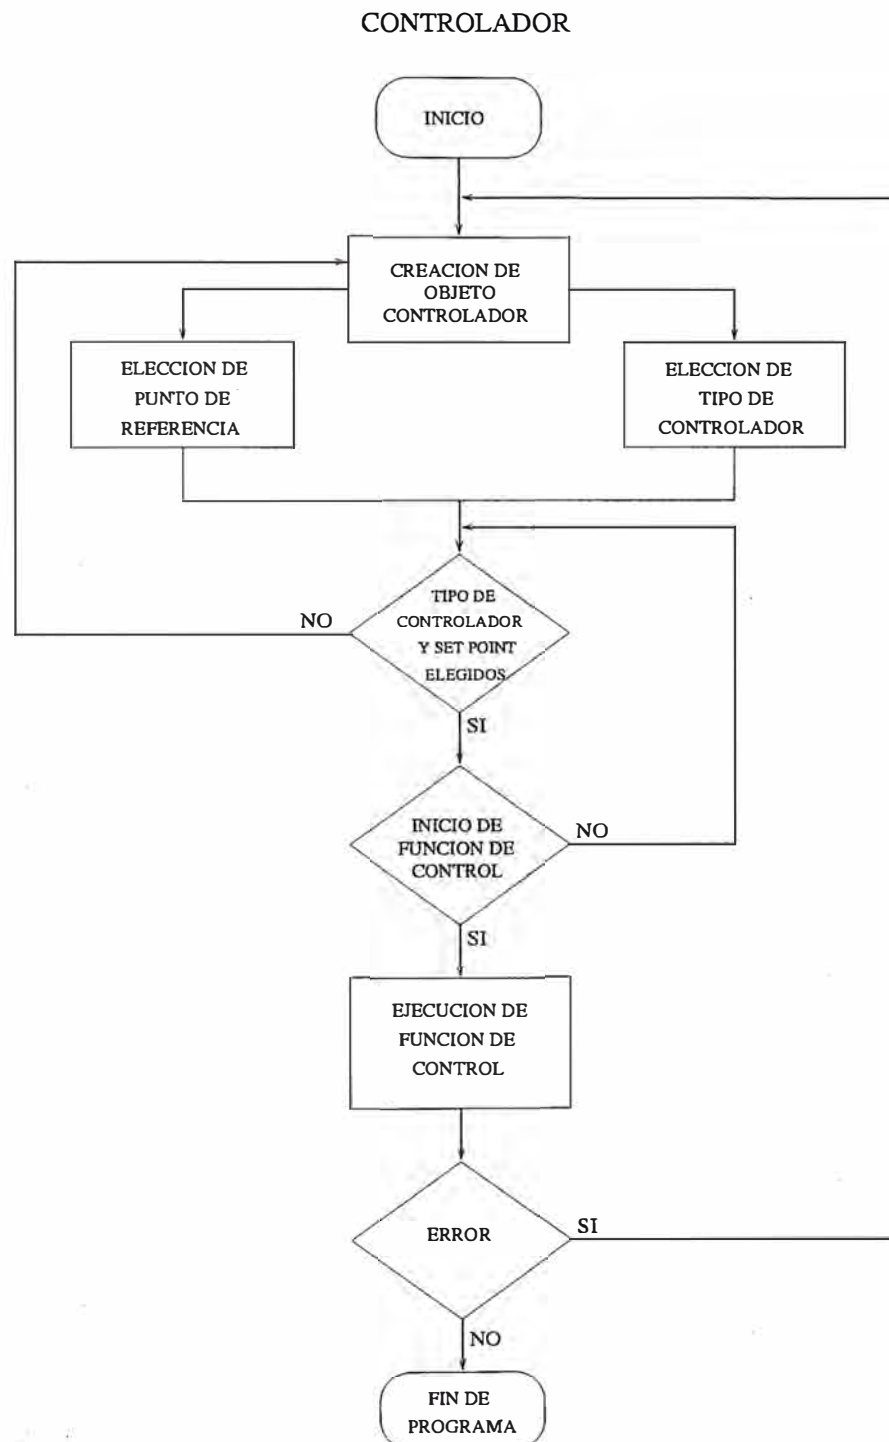 CONTROLADOR
INICIO
CREACION DE
OBJETO
CONTROLADOR
ELECCION DE
PUNTO DE
REFERENCIA
ELECCION DE
TIPO DE
CONTROLADOR
TIPO DE
CONTROLADOR
Y SET POINT
ELEGIDOS
NO
SI
INICIO DE
FUNCION DE
CONTROL
NO
SI
EJECUCION DE
FUNCION DE
CONTROL
ERROR
SI
NO
FIN DE
PROGRAMA